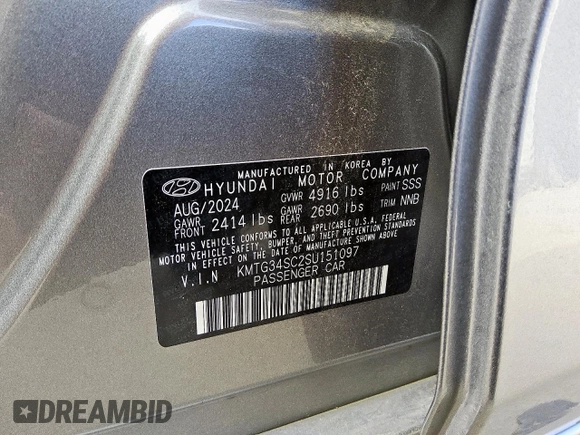 MANUFACTURED IN KOREA BY
HYUNDAI MOTOR COMPANY
AUG/2024 GVWR 4916 lbs PAINT SSS
GAWR FRONT 2414 lbs GAWR REAR 2690 lbs TRIM NNB
THIS VEHICLE CONFORMS TO ALL APPLICABLE U.S.A. FEDERAL
MOTOR VEHICLE SAFETY, BUMPER, AND THEFT PREVENTION STANDARDS
IN EFFECT ON THE DATE OF MANUFACTURE SHOWN ABOVE.
V.I.N KMTG34SC2SU151097
PASSENGER CAR
DREAMBID